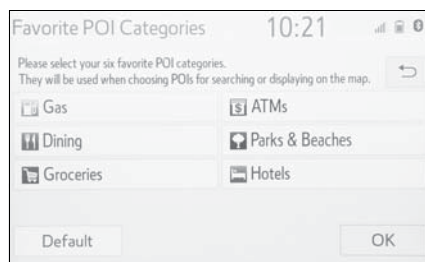 Favorite POI Categories 10:21
Please select your six favorite POI categories.
They will be used when choosing POIs for searching or displaying on the map.
Gas
$ ATMs
Dining
Parks & Beaches
Groceries
Hotels
Default
OK